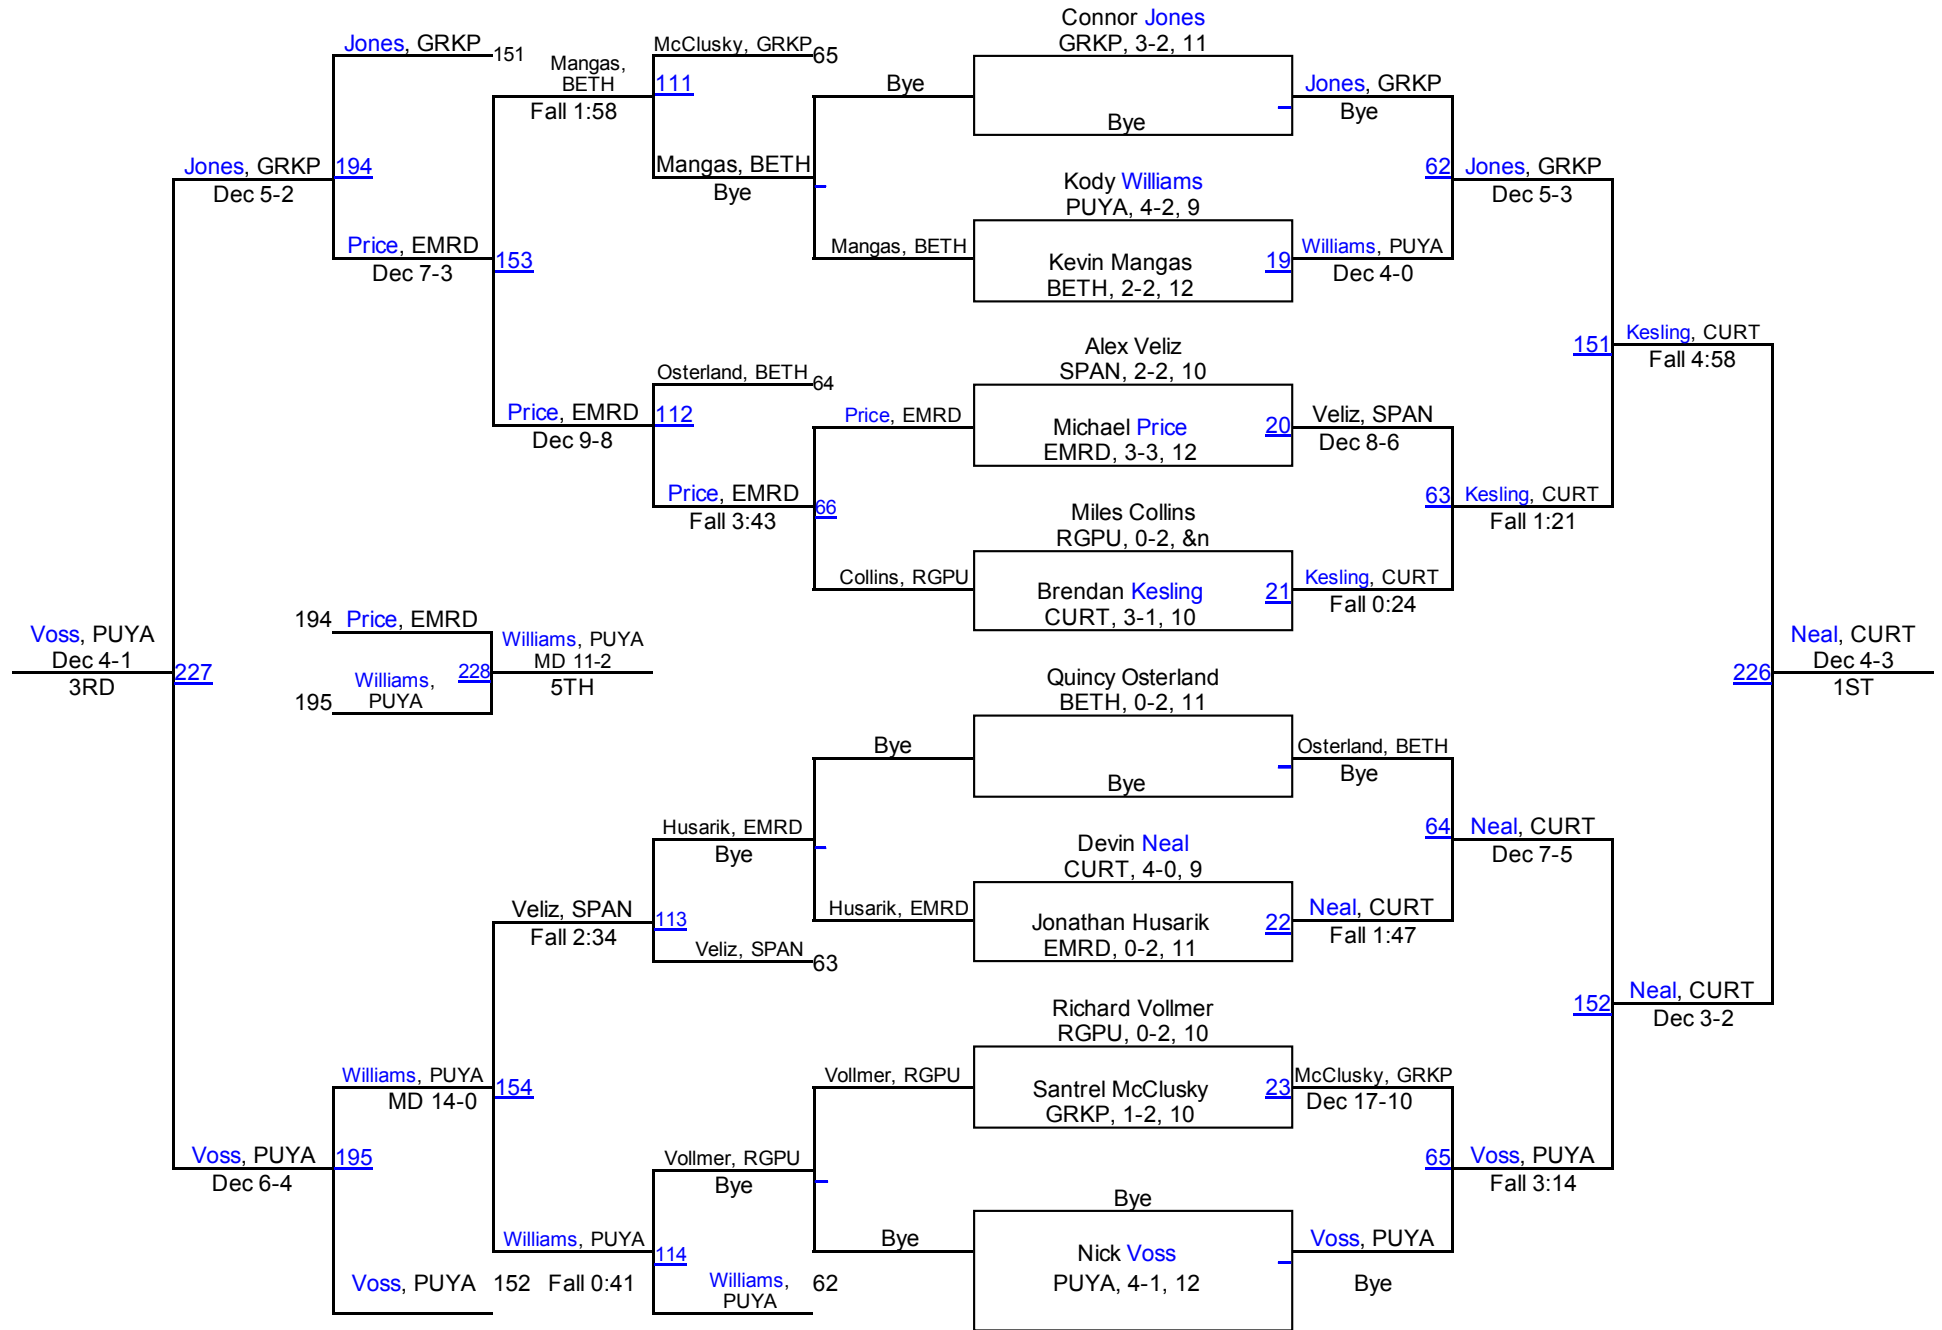 Connor Jones
GRKP, 3-2, 11
Jones, GRKP
151
McClusky, GRKP
65
Mangas,
BETH
111
Bye
Jones, GRKP
Fall 1:58
Bye
Bye
Jones, GRKP
194
Mangas, BETH
62
Jones, GRKP
Dec 5-2
Bye
Kody Williams
Dec 5-3
PUYA, 4-2, 9
Price, EMRD
153
Mangas, BETH
Kevin Mangas
19
Williams, PUYA
Dec 7-3
BETH, 2-2, 12
Dec 4-0
Alex Veliz
151
Kesling, CURT
SPAN, 2-2, 10
Fall 4:58
Osterland, BETH
64
Price, EMRD
112
Price, EMRD
Michael Price
20
Veliz, SPAN
Dec 9-8
EMRD, 3-3, 12
Dec 8-6
Price, EMRD
66
63
Kesling, CURT
Fall 3:43
Miles Collins
Fall 1:21
RGPU, 0-2, &n
Collins, RGPU
Brendan Kesling
21
Kesling, CURT
CURT, 3-1, 10
Fall 0:24
194
Price, EMRD
Voss, PUYA
Williams, PUYA
Neal, CURT
Dec 4-1
MD 11-2
Dec 4-3
227
Williams,
PUYA
228
226
3RD
5TH
1ST
195
Quincy Osterland
BETH, 0-2, 11
Bye
Osterland, BETH
Bye
Bye
Husarik, EMRD
64
Neal, CURT
Bye
Devin Neal
Dec 7-5
CURT, 4-0, 9
Veliz, SPAN
113
Husarik, EMRD
Jonathan Husarik
22
Neal, CURT
Fall 2:34
EMRD, 0-2, 11
Fall 1:47
Veliz, SPAN
63
Richard Vollmer
152
Neal, CURT
RGPU, 0-2, 10
Dec 3-2
Williams, PUYA
154
Vollmer, RGPU
Santrel McClusky
23
McClusky, GRKP
MD 14-0
GRKP, 1-2, 10
Dec 17-10
Voss, PUYA
195
Vollmer, RGPU
65
Voss, PUYA
Dec 6-4
Bye
Bye
Fall 3:14
Williams, PUYA
114
Bye
Nick Voss
Voss, PUYA
Voss, PUYA
152
Fall 0:41
Williams,
PUYA
62
PUYA, 4-1, 12
Bye